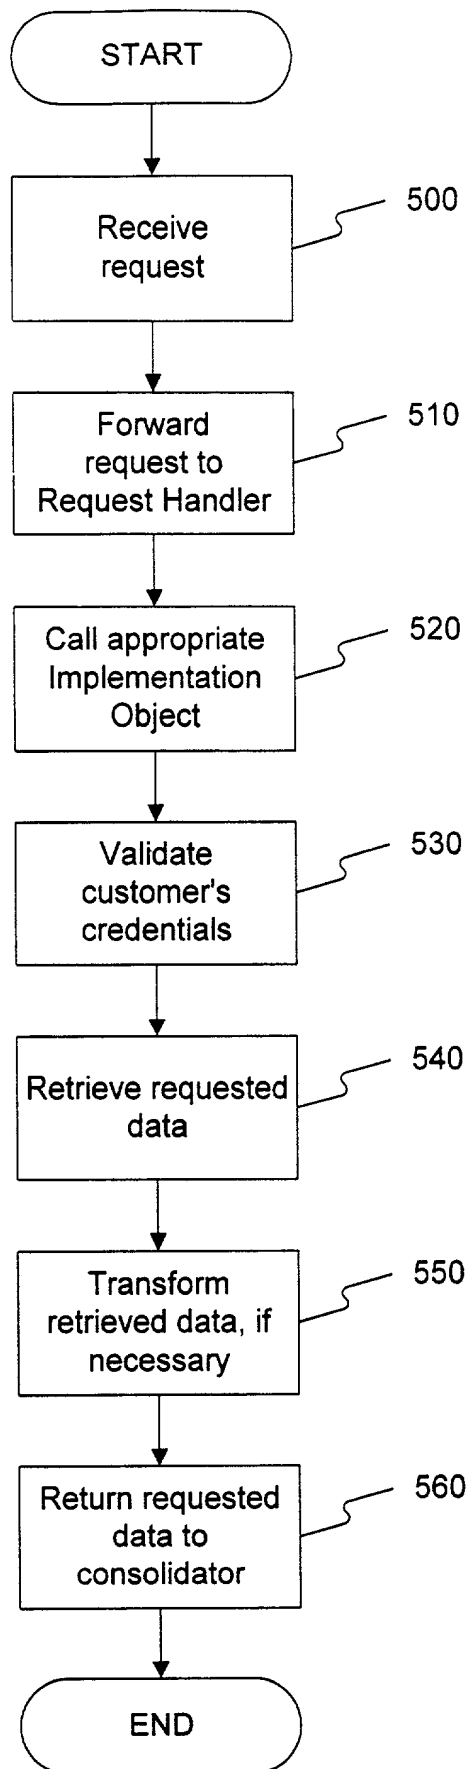 START
500
Receive
request
510
Forward
request to
Request Handler
520
Call appropriate
Implementation
Object
530
Validate
customer's
credentials
540
Retrieve requested
data
550
Transform
retrieved data, if
necessary
560
Return requested
data to
consolidator
END